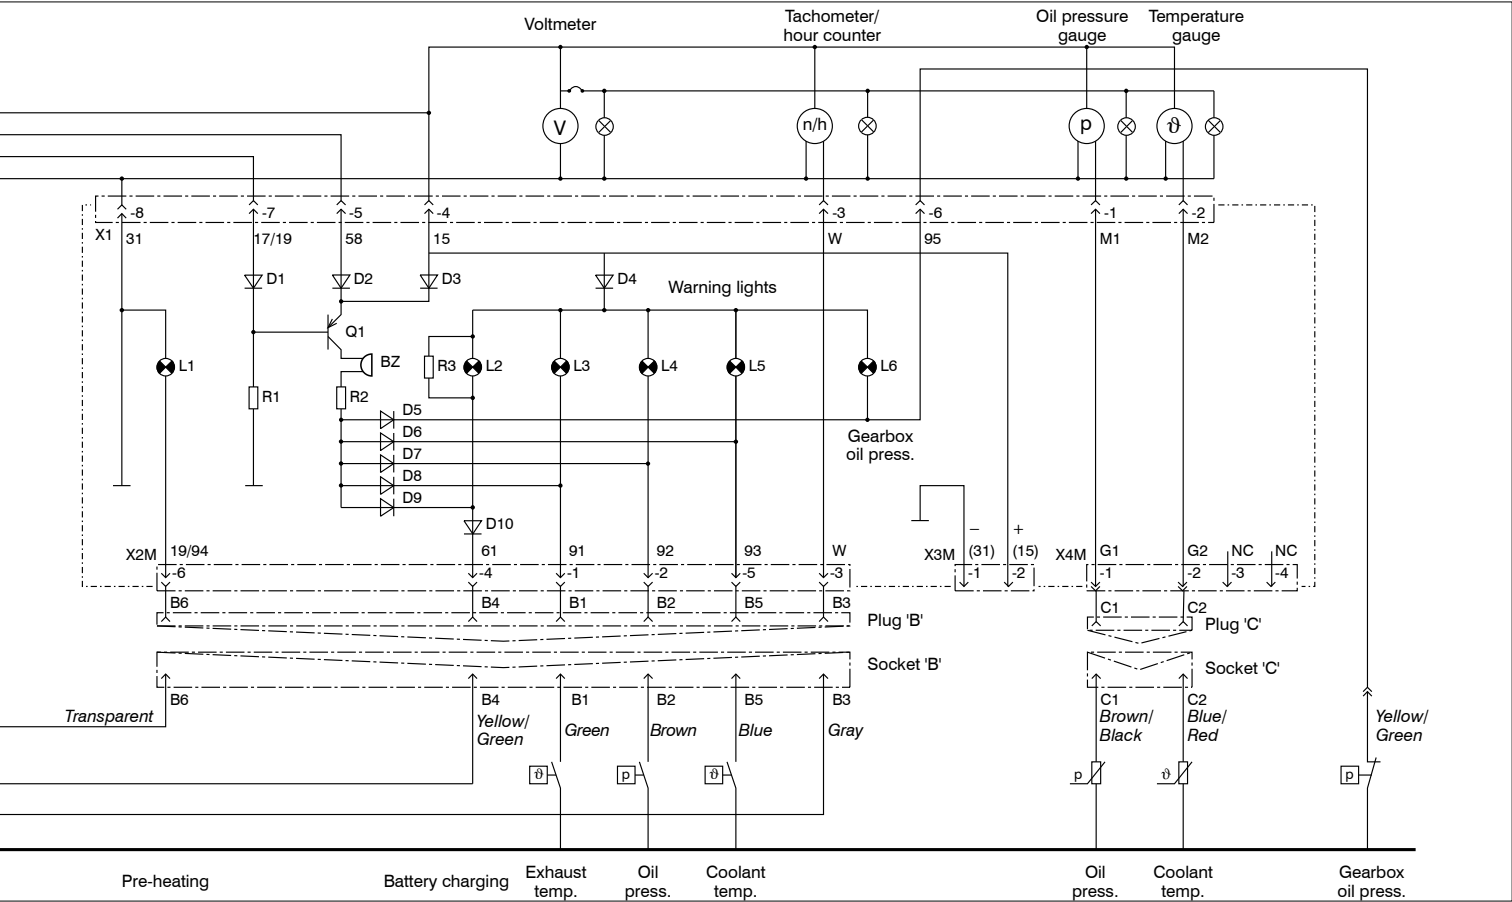 Voltmeter
Tachometer/
hour counter
Oil pressure
gauge
Temperature
gauge
V
n/h
p
ϑ
-8
-7
-5
-4
-3
-6
-1
-2
X1
31
17/19
58
15
W
95
M1
M2
D1
D2
D3
D4
Warning lights
Q1
BZ
L1
R3
L2
L3
L4
L5
L6
R1
R2
D5
D6
D7
D8
D9
Gearbox
oil press.
D10
X2M
19/94
61
91
92
93
W
X3M
−
(31)
+
(15)
X4M
G1
G2
NC
NC
-6
-4
-1
-2
-5
-3
-1
-2
-1
-2
-3
-4
B6
B4
B1
B2
B5
B3
Plug 'B'
C1
C2
Plug 'C'
Socket 'B'
Socket 'C'
B6
B4
B1
B2
B5
B3
C1
C2
Transparent
Yellow/
Green
Green
Brown
Blue
Gray
Brown/
Black
Blue/
Red
Yellow/
Green
ϑ
p
ϑ
p
ϑ
p
Pre-heating
Battery charging
Exhaust
temp.
Oil
press.
Coolant
temp.
Oil
press.
Coolant
temp.
Gearbox
oil press.